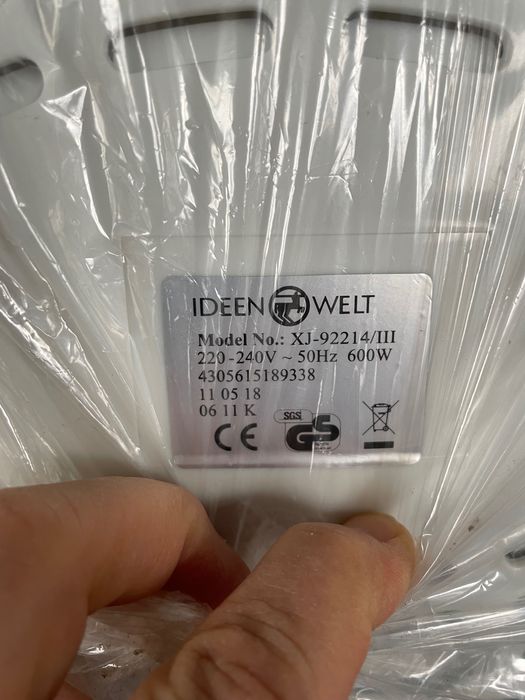 IDEEN WELT
Model No.: XJ-92214/III
220-240V ~ 50Hz 600W
4305615189338
11 05 18
06 11 K
CE
SGS
GS